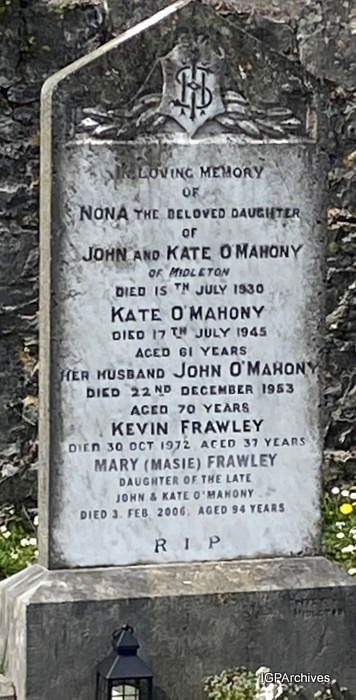 IHS
IN LOVING MEMORY
OF
NONA THE BELOVED DAUGHTER
OF
JOHN AND KATE O'MAHONY
OF MIDLETON
DIED 15TH JULY 1930
KATE O'MAHONY
DIED 17TH JULY 1945
AGED 61 YEARS
HER HUSBAND JOHN O'MAHONY
DIED 22ND DECEMBER 1953
AGED 70 YEARS
KEVIN FRAWLEY
DIED 30 OCT 1972 AGED 37 YEARS
MARY (MASIE) FRAWLEY
DAUGHTER OF THE LATE
JOHN & KATE O'MAHONY
DIED 3. FEB. 2006. AGED 94 YEARS
R I P
MIDLETON
IGPArchives